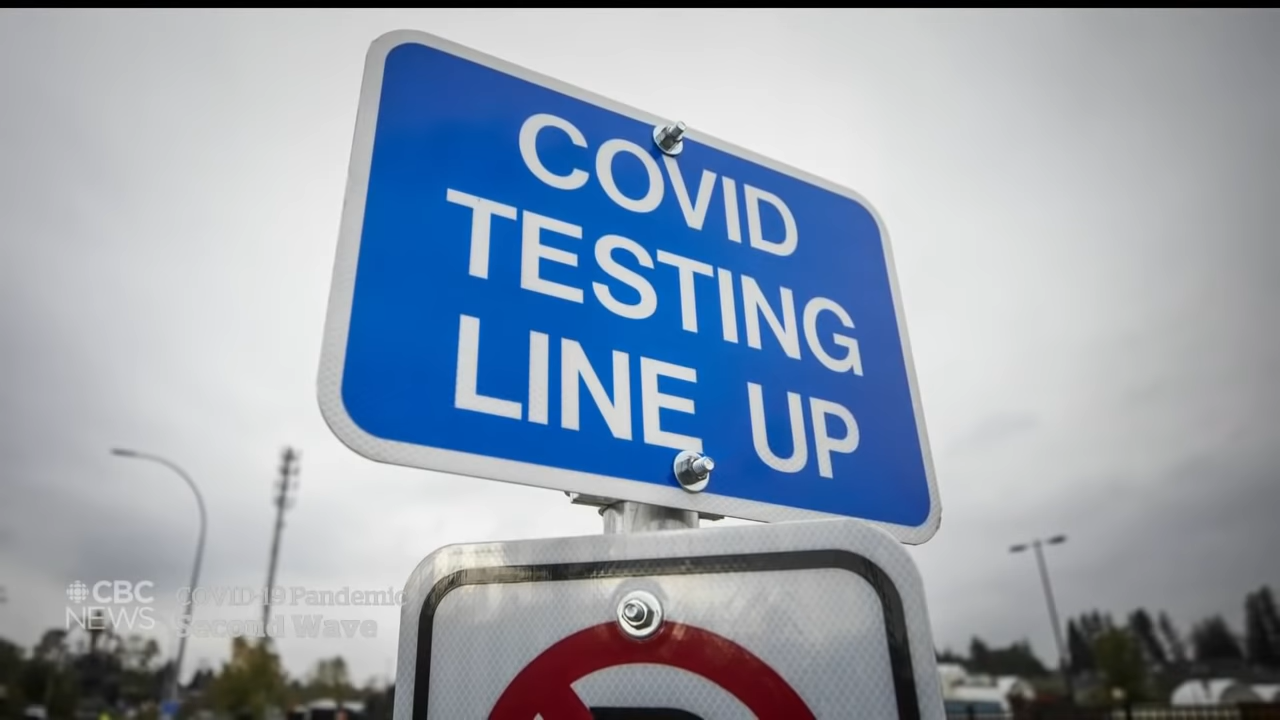 COVID
TESTING
LINE UP
CBC
NEWS
COVID-19 Pandemic
Second Wave